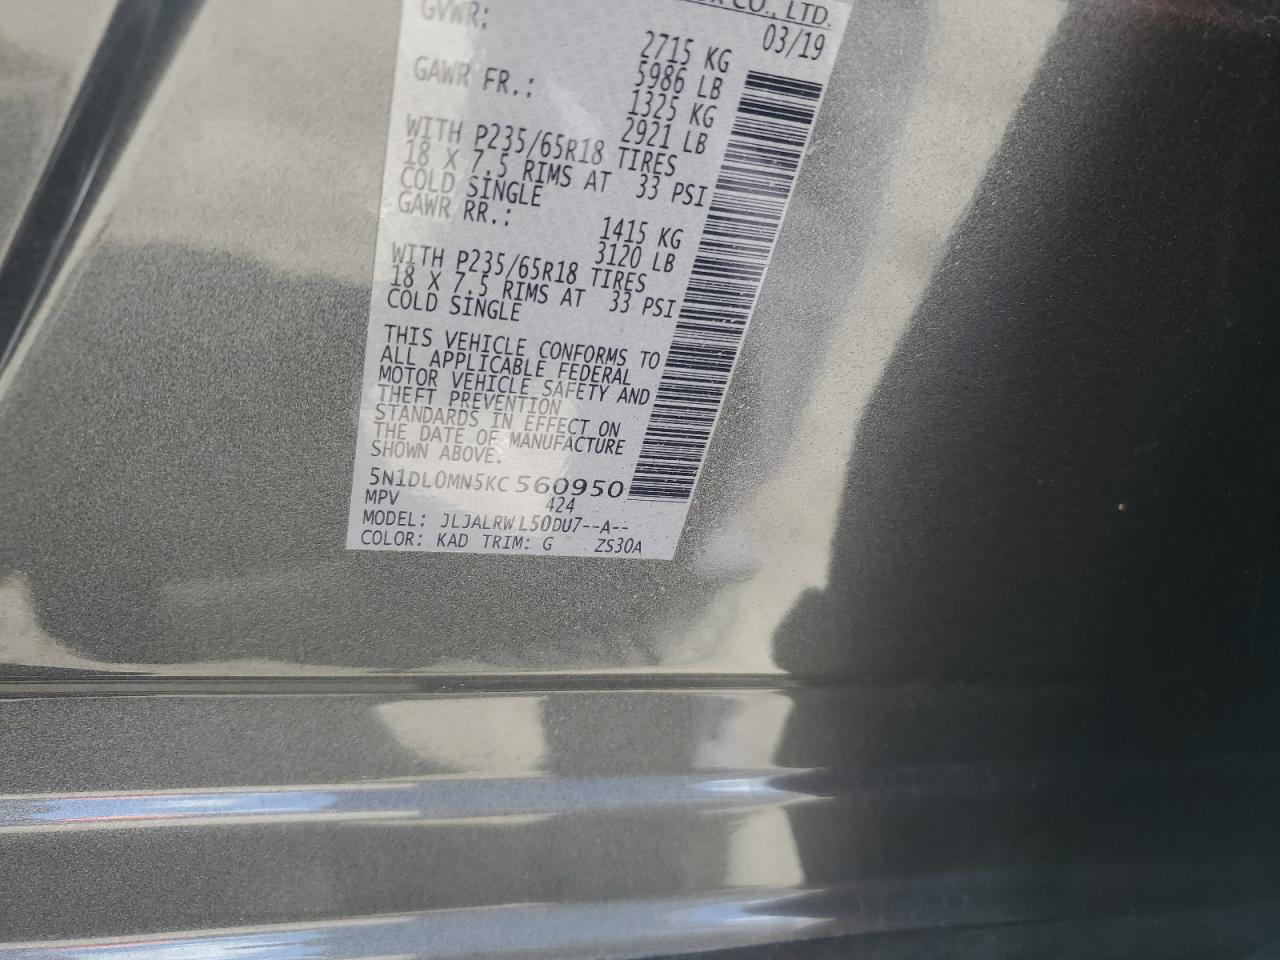 CO., LTD.
GVWR:
03/19
2715 KG
5986 LB
GAWR FR.:
1325 KG
2921 LB
WITH P235/65R18 TIRES
18 X 7.5 RIMS AT 33 PSI
COLD SINGLE
GAWR RR.:
1415 KG
3120 LB
WITH P235/65R18 TIRES
18 X 7.5 RIMS AT 33 PSI
COLD SINGLE
THIS VEHICLE CONFORMS TO
ALL APPLICABLE FEDERAL
MOTOR VEHICLE SAFETY AND
THEFT PREVENTION
STANDARDS IN EFFECT ON
THE DATE OF MANUFACTURE
SHOWN ABOVE.
5N1DL0MN5KC560950
MPV 424
MODEL: JLJALRWL50DU7--A--
COLOR: KAD TRIM: G ZS30A